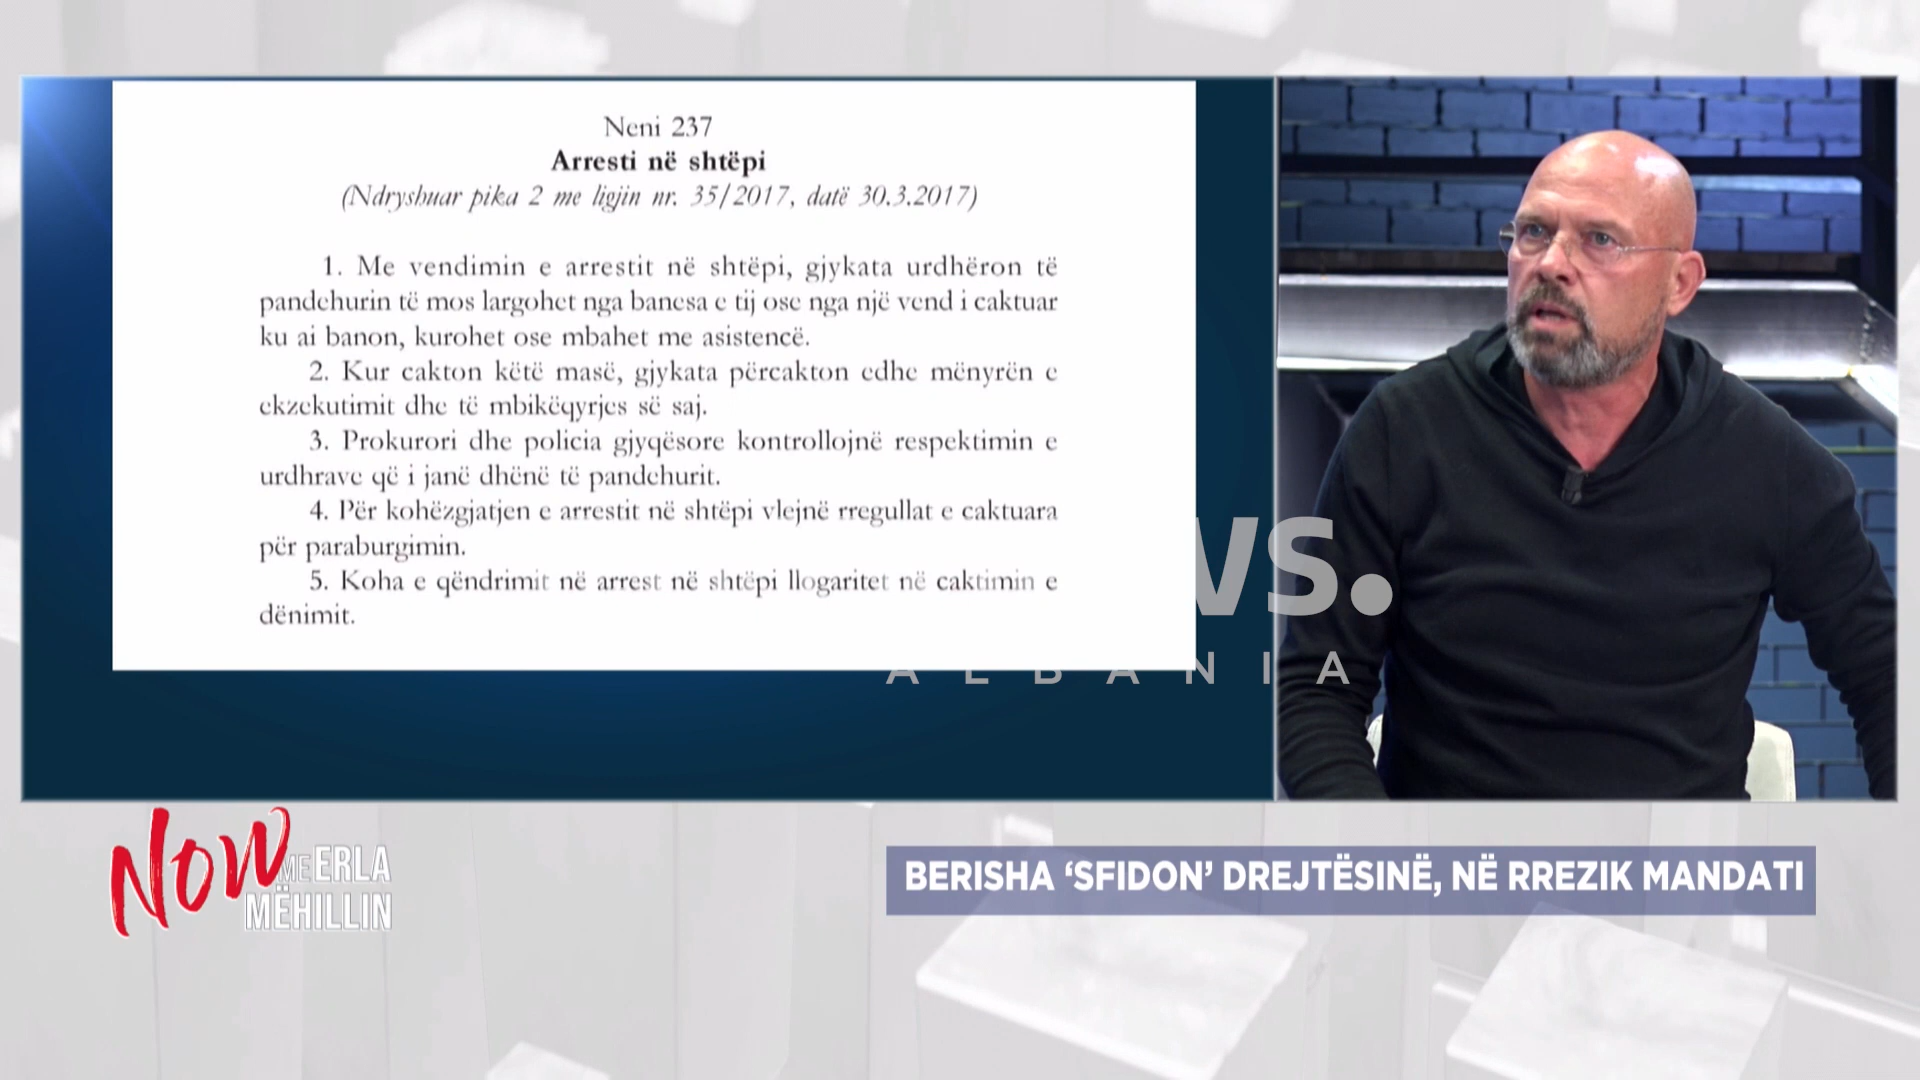 Neni 237
Arresti në shtëpi
(Ndryshuar pika 2 me ligjin nr. 35/2017, datë 30.3.2017)
1. Me vendimin e arrestit në shtëpi, gjykata urdhëron të
pandehurin të mos largohet nga banesa e tij ose nga një vend i caktuar
ku ai banon, kurohet ose mbahet me asistencë.
2. Kur cakton këtë masë, gjykata përcakton edhe mënyrën e
ekzekutimit dhe të mbikëqyrjes së saj.
3. Prokurori dhe policia gjyqësore kontrollojnë respektimin e
urdhrave që i janë dhënë të pandehurit.
4. Për kohëzgjatjen e arrestit në shtëpi vlejnë rregullat e caktuara
për paraburgimin.
5. Koha e qëndrimit në arrest në shtëpi llogaritet në caktimin e
dënimit.
ALBANIA
NOW ME ERLA
MËHILLIN
BERISHA ‘SFIDON’ DREJTËSINË, NË RREZIK MANDATI